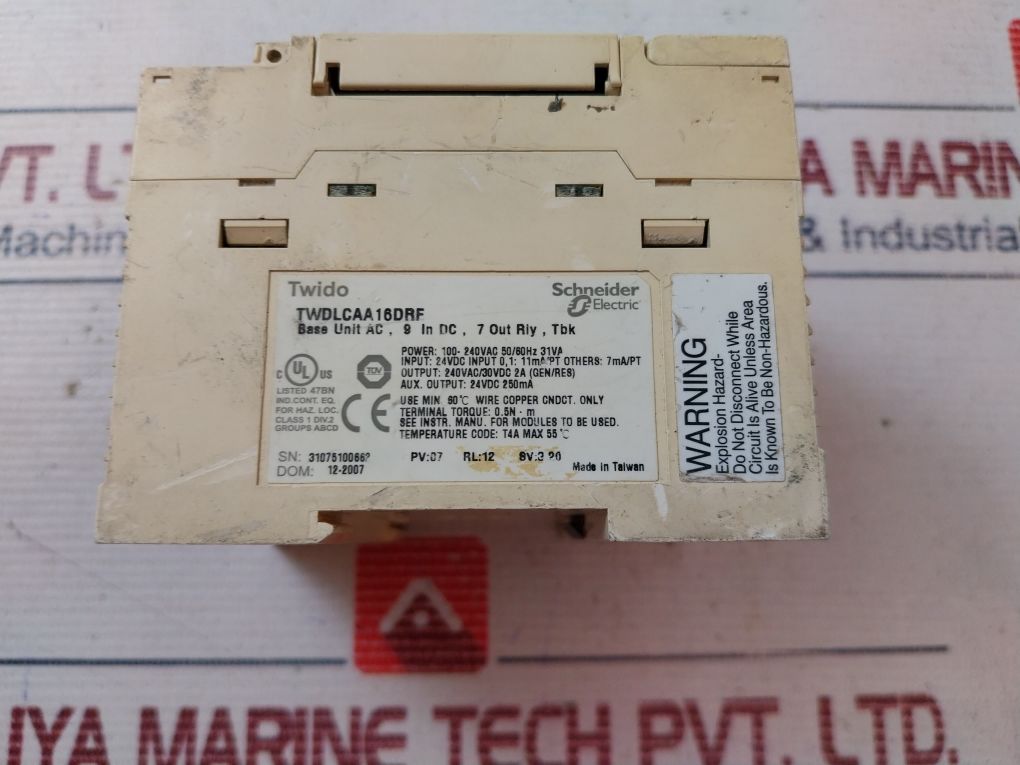 PVT. L
YA MARIN
Machin
& Industrial
Twido
Schneider
Electric
TWDLCAA16DRF
Base Unit AC , 9 In DC , 7 Out Rly , Tbk
POWER: 100- 240VAC 50/60Hz 31VA
INPUT: 24VDC INPUT 0,1: 11mA/PT OTHERS: 7mA/PT
OUTPUT: 240VAC/30VDC 2A (GEN/RES)
AUX. OUTPUT: 24VDC 250mA
USE MIN. 60℃ WIRE COPPER CNDCT. ONLY
TERMINAL TORQUE: 0.5N - m
SEE INSTR. MANU. FOR MODULES TO BE USED.
TEMPERATURE CODE: T4A MAX 55℃
C UL US
LISTED 47BN
IND.CONT. EQ.
FOR HAZ. LOC.
CLASS 1 DIV.2
GROUPS ABCD
TÜV
CE
SN:
PV:07 RL:12 SV:3.20
DOM: 12-2007
Made in Taiwan
WARNING
Explosion Hazard-
Do Not Disconnect While
Circuit Is Alive Unless Area
Is Known To Be Non-Hazardous.
IYA MARINE TECH PVT. LTD.